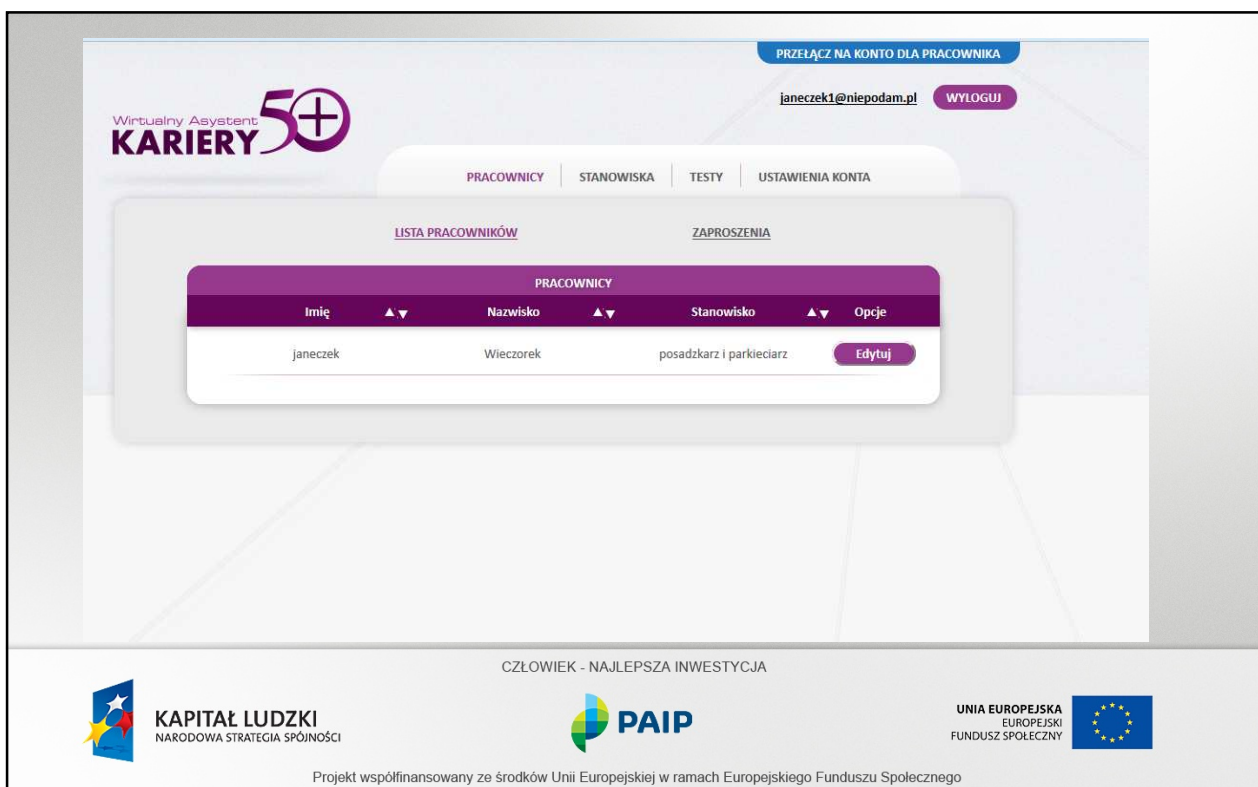 PRZEŁĄCZ NA KONTO DLA PRACOWNIKA
janeczek1@niepodam.pl WYLOGUJ
Wirtualny Asystent
KARIERY 50+
PRACOWNICY STANOWISKA TESTY USTAWIENIA KONTA
LISTA PRACOWNIKÓW ZAPROSZENIA
PRACOWNICY
Imię ▲▼ Nazwisko ▲▼ Stanowisko ▲▼ Opcje
janeczek Wieczorek posadzkarz i parkieciarz Edytuj
CZŁOWIEK - NAJLEPSZA INWESTYCJA
KAPITAŁ LUDZKI
NARODOWA STRATEGIA SPÓJNOŚCI
PAIP
UNIA EUROPEJSKA
EUROPEJSKI
FUNDUSZ SPOŁECZNY
Projekt współfinansowany ze środków Unii Europejskiej w ramach Europejskiego Funduszu Społecznego